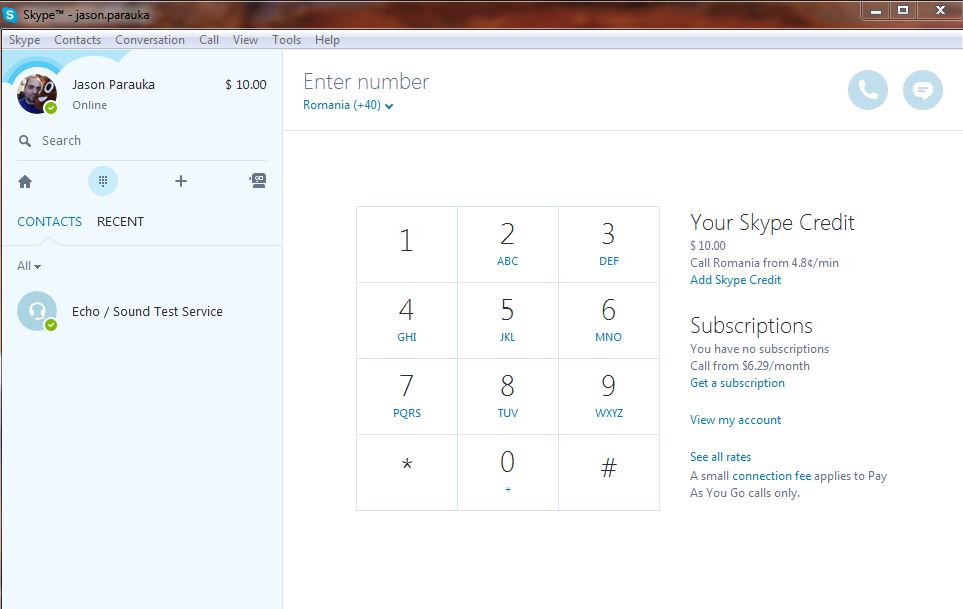 Skype™ - jason.parauka
Skype Contacts Conversation Call View Tools Help
Jason Parauka $ 10.00
Online
Search
CONTACTS RECENT
All
Echo / Sound Test Service
Enter number
Romania (+40)
1 2 3
ABC DEF
4 5 6
GHI JKL MNO
7 8 9
PQRS TUV WXYZ
* 0 #
+
Your Skype Credit
$ 10.00
Call Romania from 4.8¢/min
Add Skype Credit
Subscriptions
You have no subscriptions
Call from $6.29/month
Get a subscription
View my account
See all rates
A small connection fee applies to Pay
As You Go calls only.